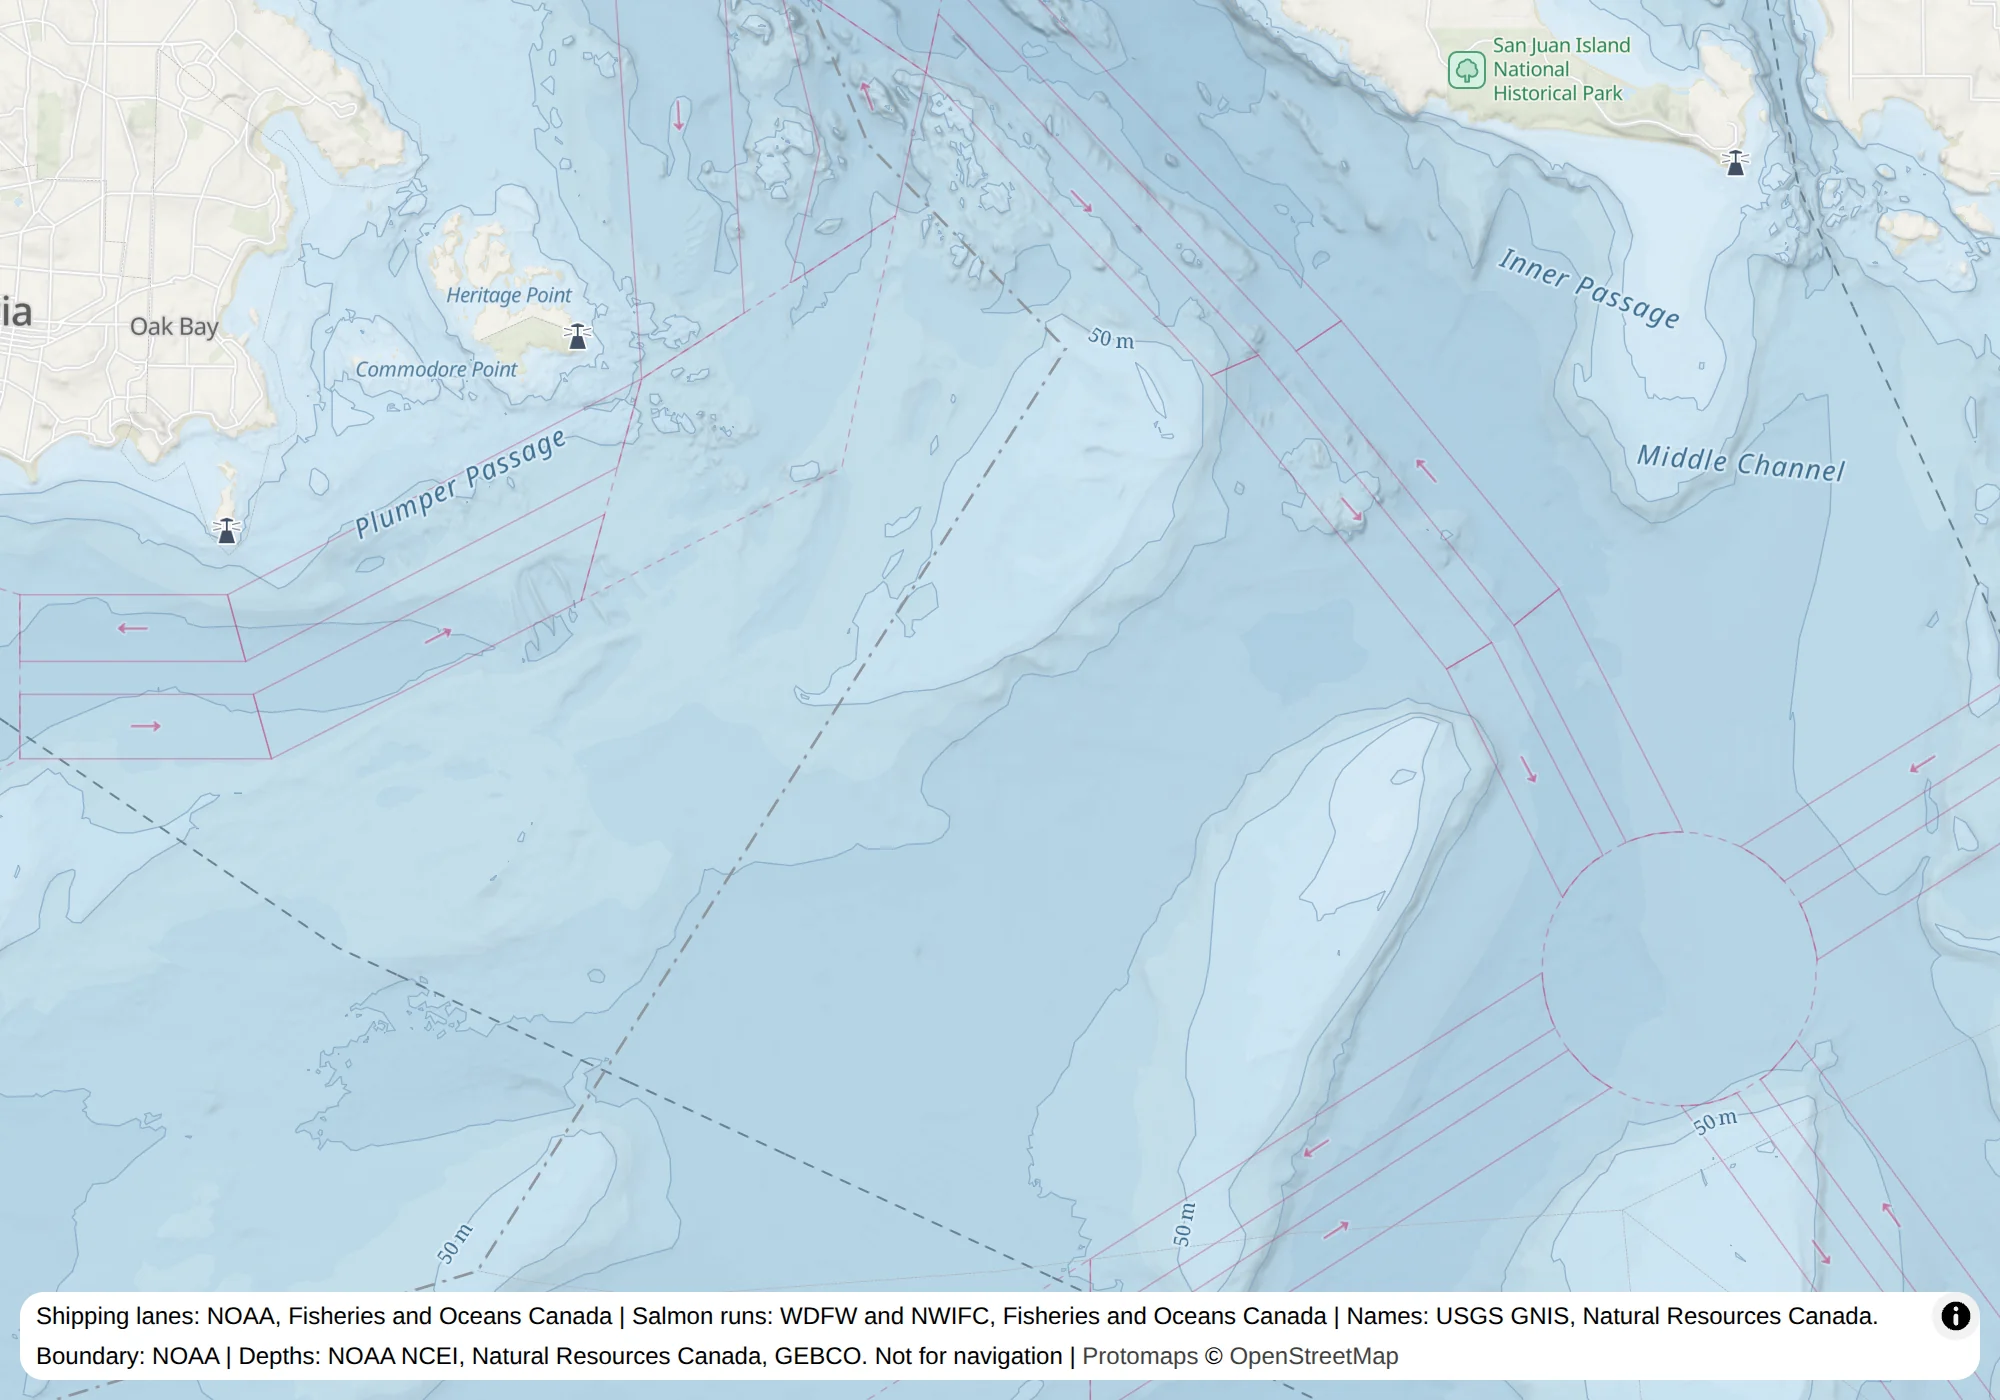 San Juan Island
National
Historical Park
Inner Passage
Heritage Point
ia
Oak Bay
50 m
Commodore Point
Plumper Passage
Middle Channel
50 m
50 m
50 m
Shipping lanes: NOAA, Fisheries and Oceans Canada | Salmon runs: WDFW and NWIFC, Fisheries and Oceans Canada | Names: USGS GNIS, Natural Resources Canada.
Boundary: NOAA | Depths: NOAA NCEI, Natural Resources Canada, GEBCO. Not for navigation | Protomaps © OpenStreetMap